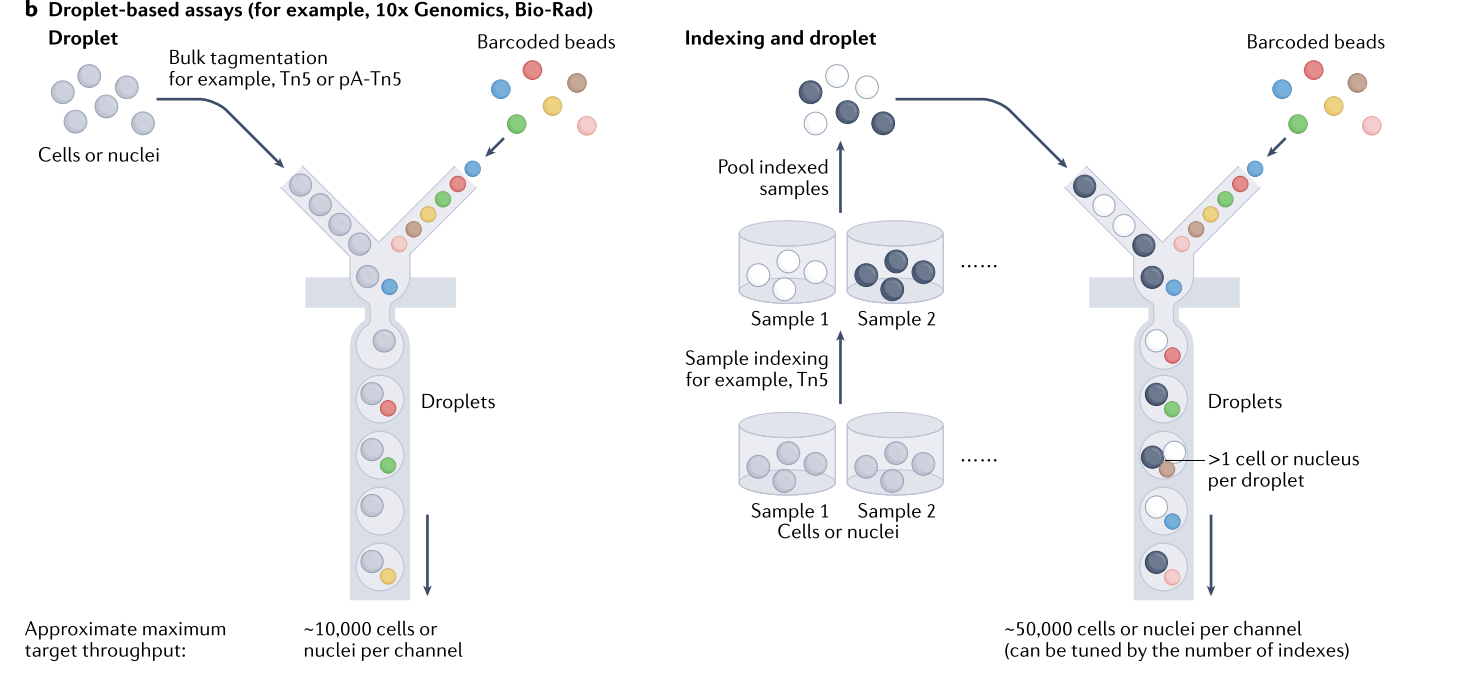 b Droplet-based assays (for example, 10x Genomics, Bio-Rad)
Droplet
Bulk tagmentation
for example, Tn5 or pA-Tn5
Barcoded beads
Cells or nuclei
Droplets
Approximate maximum
target throughput:
~10,000 cells or
nuclei per channel
Indexing and droplet
Barcoded beads
Pool indexed
samples
......
Sample 1
Sample 2
Sample indexing
for example, Tn5
......
Sample 1
Sample 2
Cells or nuclei
Droplets
>1 cell or nucleus
per droplet
~50,000 cells or nuclei per channel
(can be tuned by the number of indexes)